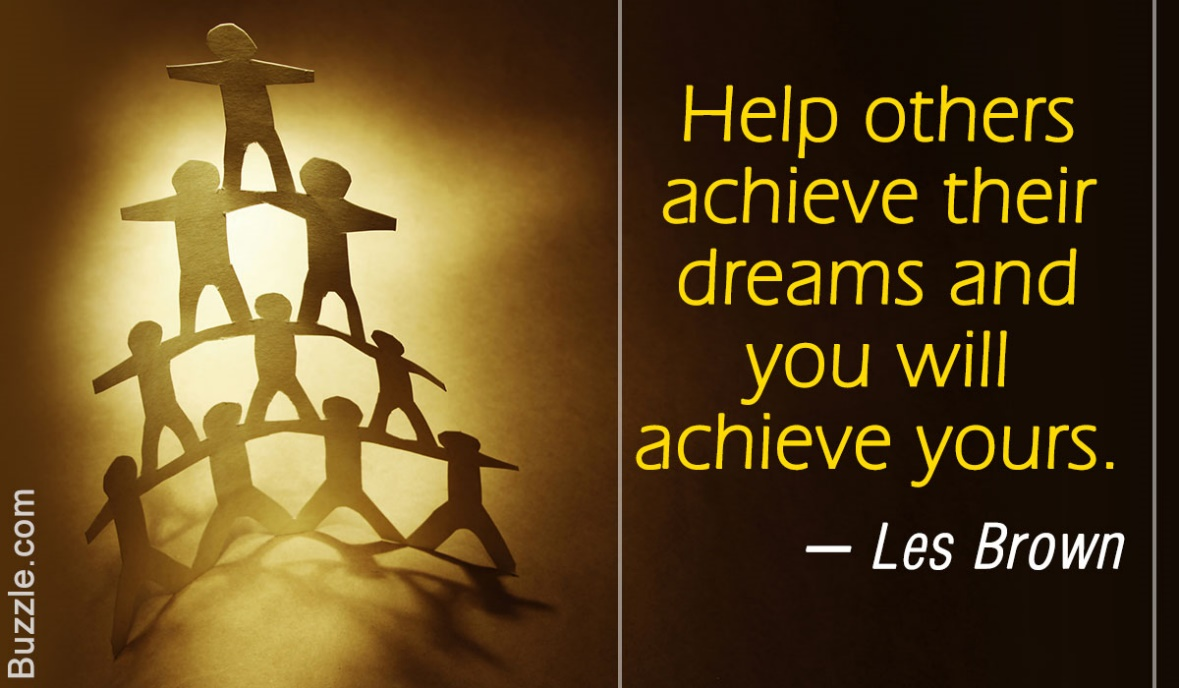 Help others
achieve their
dreams and
you will
achieve yours.
— Les Brown
Buzzle.com